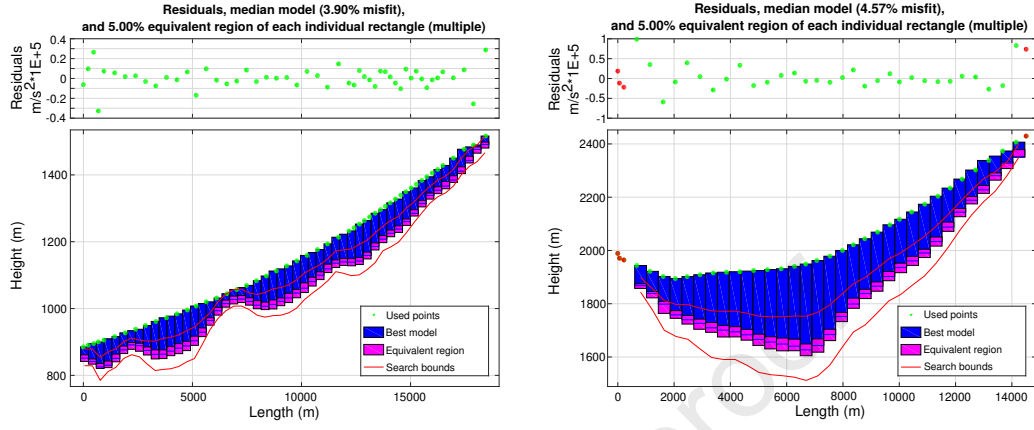 Residuals, median model (3.90% misfit),
and 5.00% equivalent region of each individual rectangle (multiple)
Residuals
m/s^2*1E+5
0.4
0.2
0
-0.2
-0.4
Height (m)
1400
1200
1000
800
Used points
Best model
Equivalent region
Search bounds
0 5000 10000 15000
Length (m)
Residuals, median model (4.57% misfit),
and 5.00% equivalent region of each individual rectangle (multiple)
Residuals
m/s^2*1E+5
1
0.5
0
-0.5
-1
Height (m)
2400
2200
2000
1800
1600
Used points
Best model
Equivalent region
Search bounds
0 2000 4000 6000 8000 10000 12000 14000
Length (m)